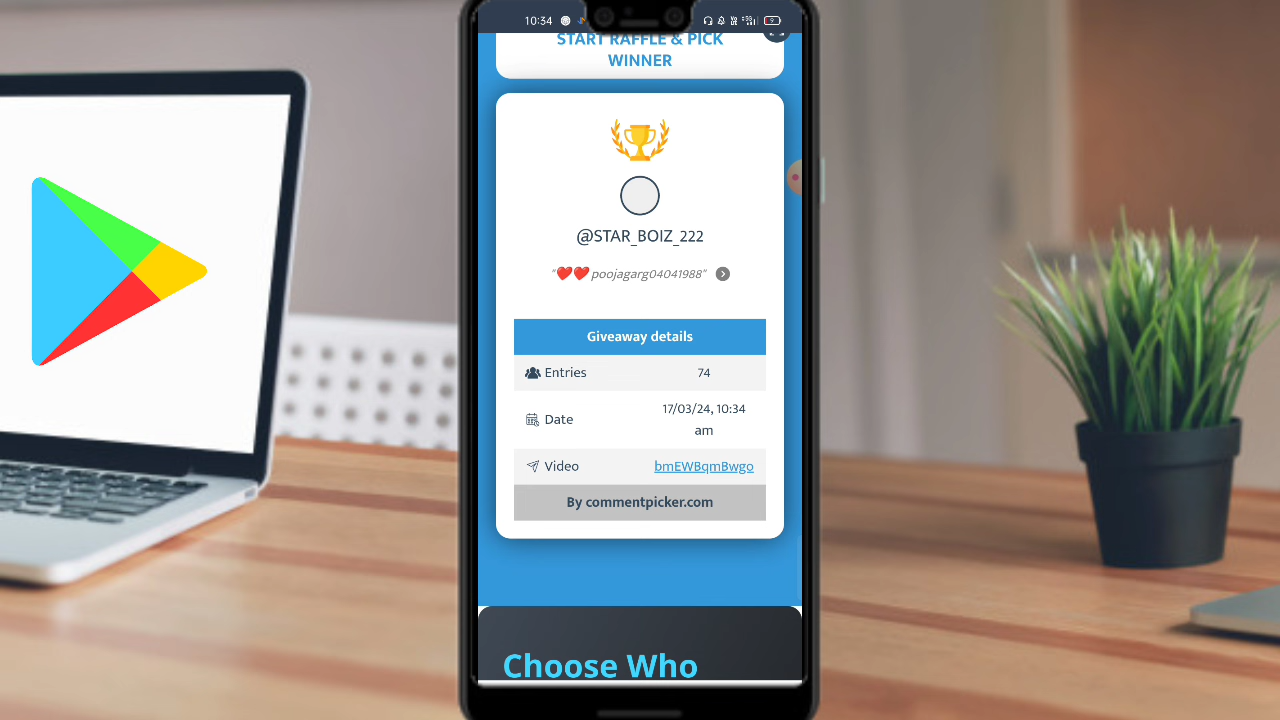 10:34
START RAFFLE & PICK
WINNER
@STAR_BOIZ_222
"❤️❤️ poojagarg04041988"
Giveaway details
Entries 74
Date 17/03/24, 10:34
am
Video bmEWBqmBwgo
By commentpicker.com
Choose Who